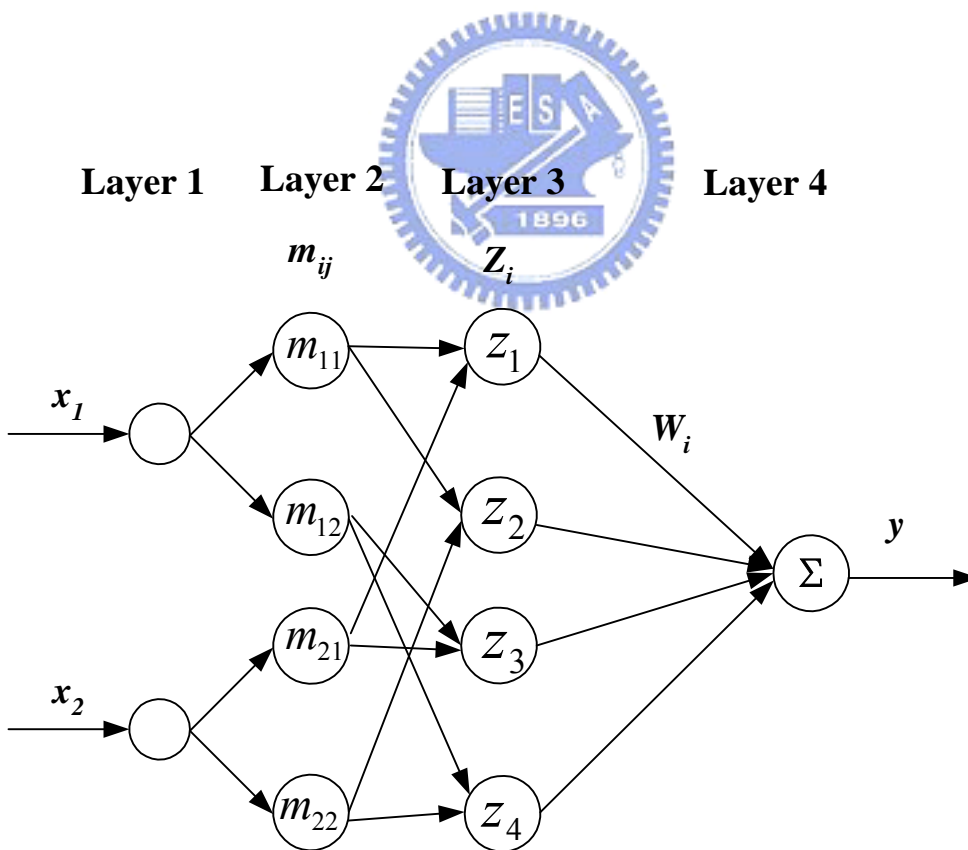 E S A
1896
Layer 1 Layer 2 Layer 3 Layer 4
m_ij Z_i
m_11 z_1
x_1
W_i
m_12 z_2
y
Σ
m_21 z_3
x_2
m_22 z_4